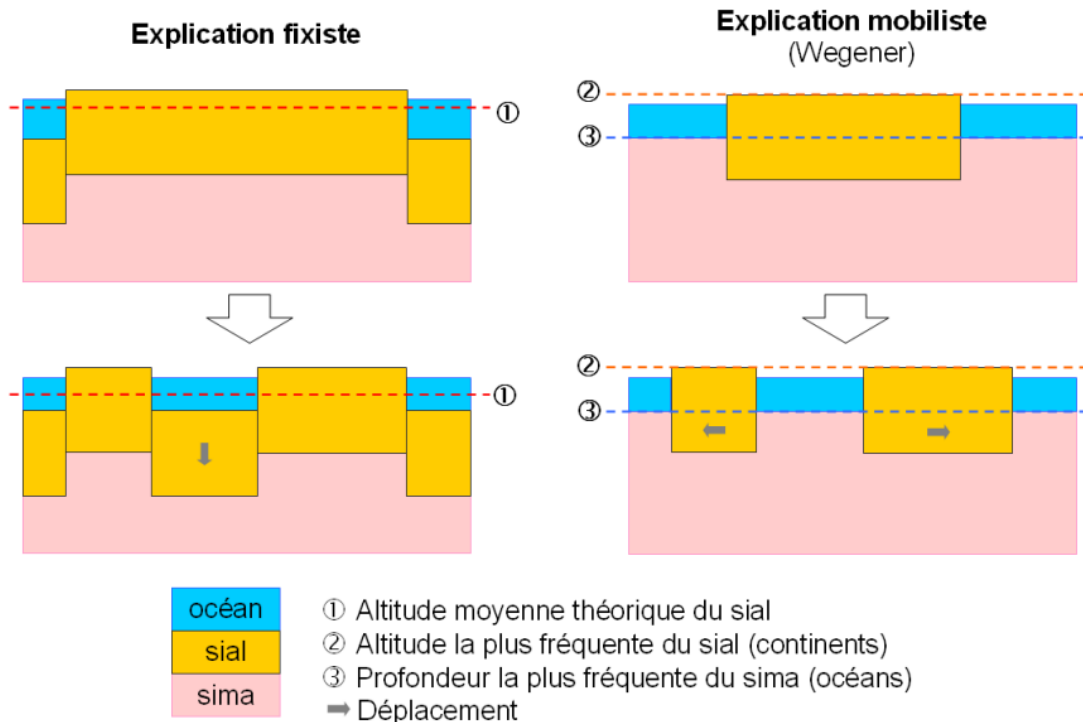 Explication fixiste
Explication mobiliste
(Wegener)
①
②
③
①
②
③
océan
sial
sima
① Altitude moyenne théorique du sial
② Altitude la plus fréquente du sial (continents)
③ Profondeur la plus fréquente du sima (océans)
Déplacement